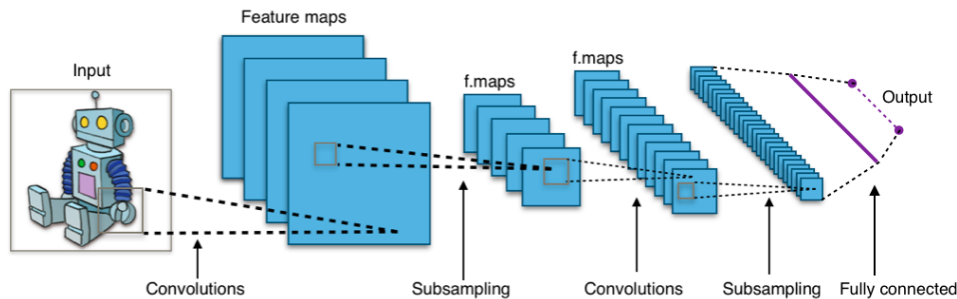 Feature maps
Input
f.maps
f.maps
Output
Convolutions
Subsampling
Convolutions
Subsampling
Fully connected